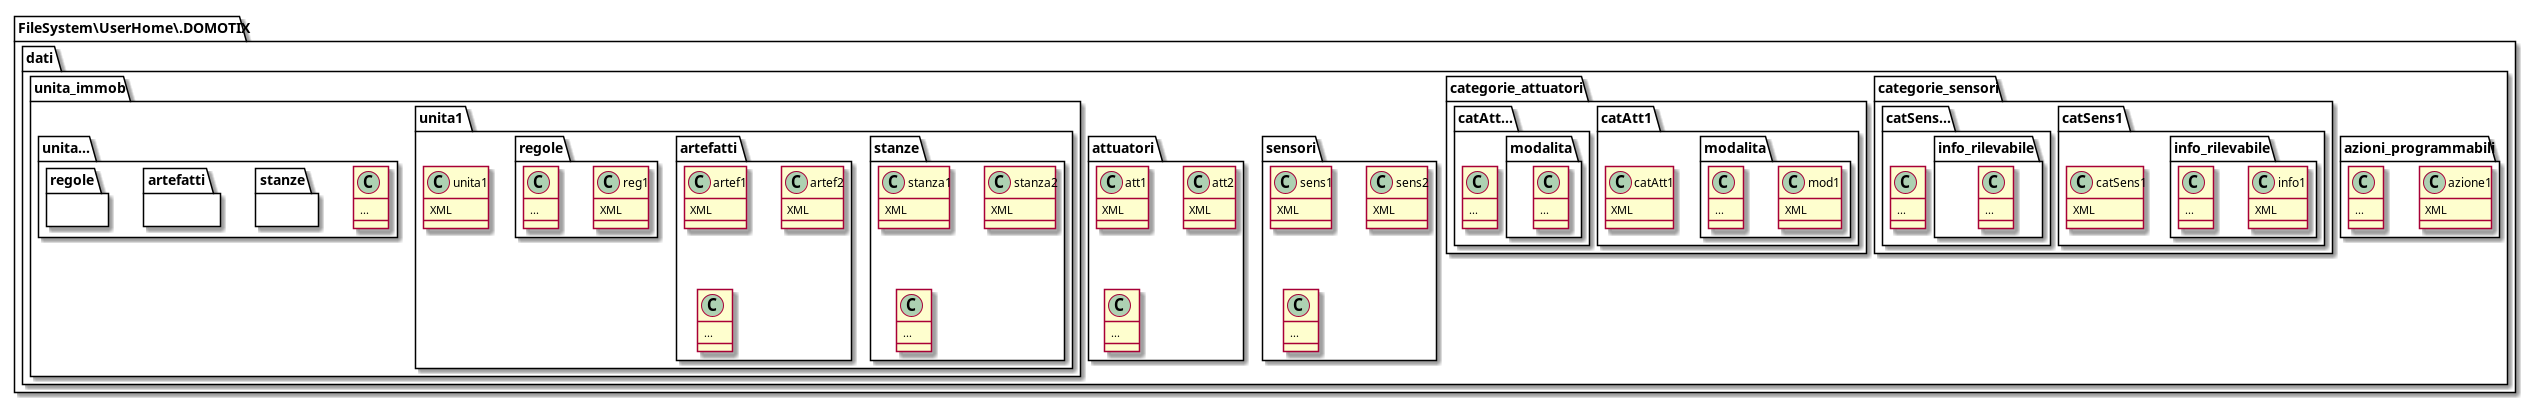 FileSystem\UserHome\.DOMOTIX
dati
unita_immob
categorie_attuatori
categorie_sensori
unita1
catAtt...
catAtt1
catSens...
catSens1
unita...
regole
artefatti
stanze
attuatori
sensori
modalita
modalita
info_rilevabile
info_rilevabile
azioni_programmabili
regole
artefatti
stanze
C
...
C unita1
XML
C
...
C reg1
XML
C artef1
XML
C artef2
XML
C stanza1
XML
C stanza2
XML
C att1
XML
C att2
XML
C sens1
XML
C sens2
XML
C
...
C
...
C catAtt1
XML
C
...
C mod1
XML
C
...
C
...
C catSens1
XML
C
...
C info1
XML
C
...
C azione1
XML
C
...
C
...
C
...
C
...